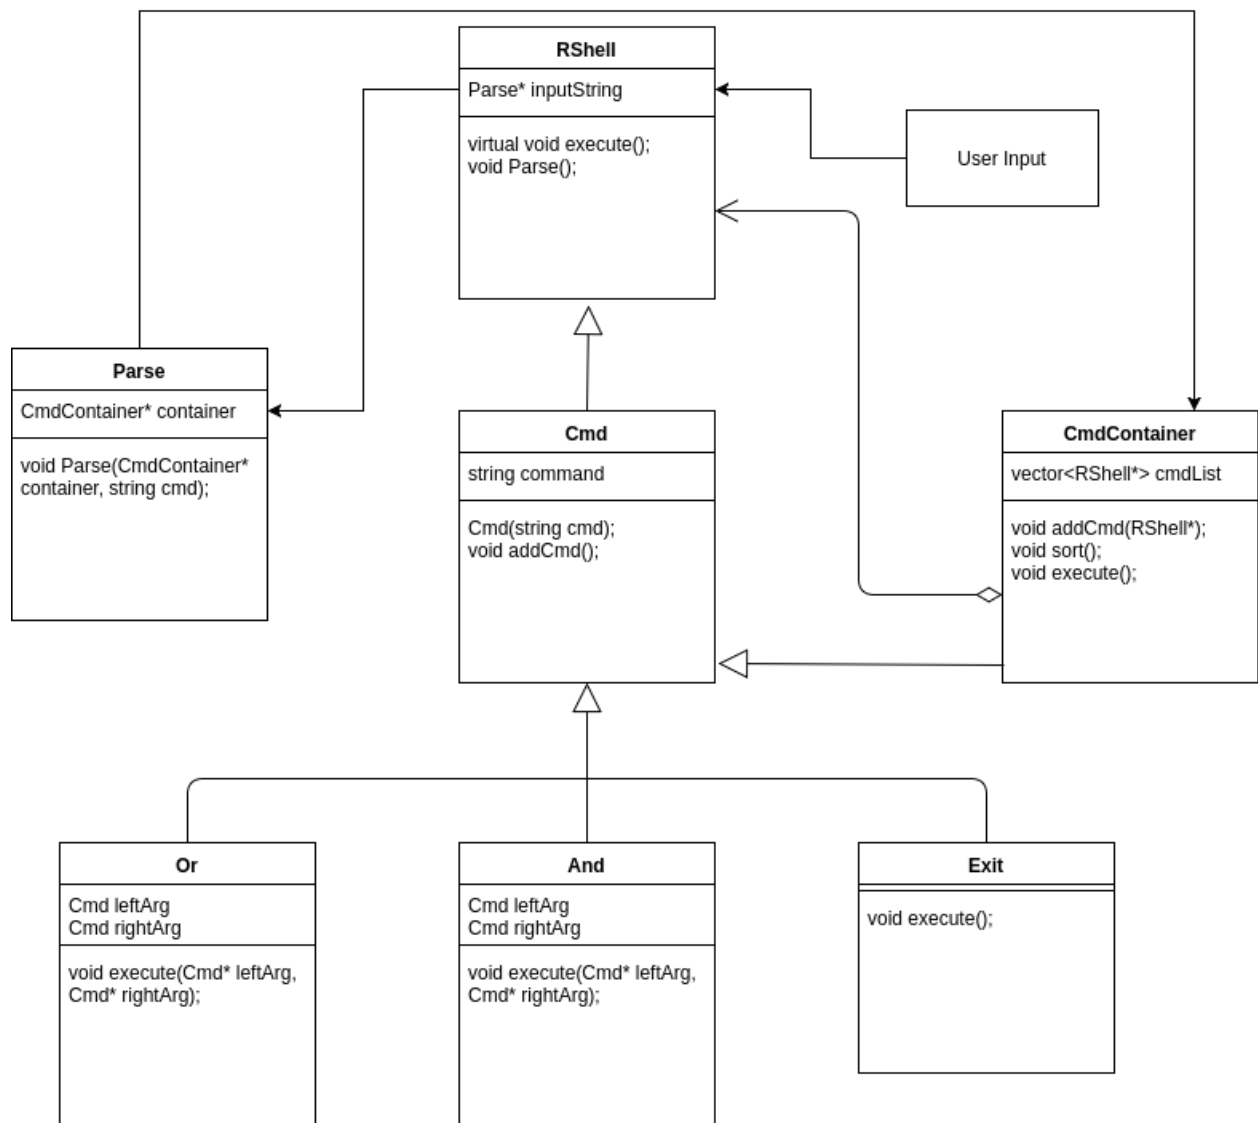 RShell
Parse* inputString
virtual void execute();
void Parse();
User Input
Parse
CmdContainer* container
void Parse(CmdContainer*
container, string cmd);
Cmd
string command
Cmd(string cmd);
void addCmd();
CmdContainer
vector<RShell*> cmdList
void addCmd(RShell*);
void sort();
void execute();
Or
Cmd leftArg
Cmd rightArg
void execute(Cmd* leftArg,
Cmd* rightArg);
And
Cmd leftArg
Cmd rightArg
void execute(Cmd* leftArg,
Cmd* rightArg);
Exit
void execute();